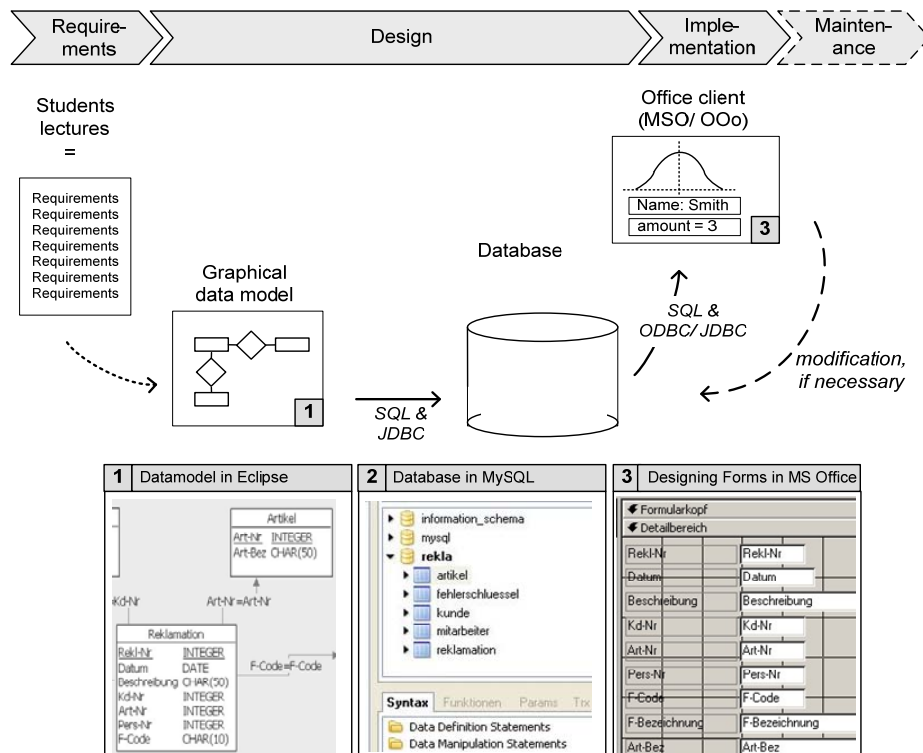 Require-
ments
Design
Imple-
mentation
Mainten-
ance
Students
lectures
=
Requirements
Requirements
Requirements
Requirements
Requirements
Requirements
Requirements
Graphical
data model
1
SQL &
JDBC
Database
SQL &
ODBC/ JDBC
Office client
(MSO/ OOo)
Name: Smith
amount = 3
3
modification,
if necessary
1 Datamodel in Eclipse
Artikel
Art-Nr INTEGER
Art-Bez CHAR(50)
Kd-Nr
Art-Nr=Art-Nr
Reklamation
Rekl-Nr INTEGER
Datum DATE
Beschreibung CHAR(50)
Kd-Nr INTEGER
Art-Nr INTEGER
Pers-Nr INTEGER
F-Code CHAR(10)
F-Code=F-Code
2 Database in MySQL
information_schema
mysql
rekla
artikel
fehlerschluessel
kunde
mitarbeiter
reklamation
Syntax Funktionen Params
Data Definition Statements
Data Manipulation Statements
3 Designing Forms in MS Office
Formularkopf
Detailbereich
Rekl-Nr Rekl-Nr
Datum Datum
Beschreibung Beschreibung
Kd-Nr Kd-Nr
Art-Nr Art-Nr
Pers-Nr Pers-Nr
F-Code F-Code
F-Bezeichnung F-Bezeichnung
Art-Bez Art-Bez